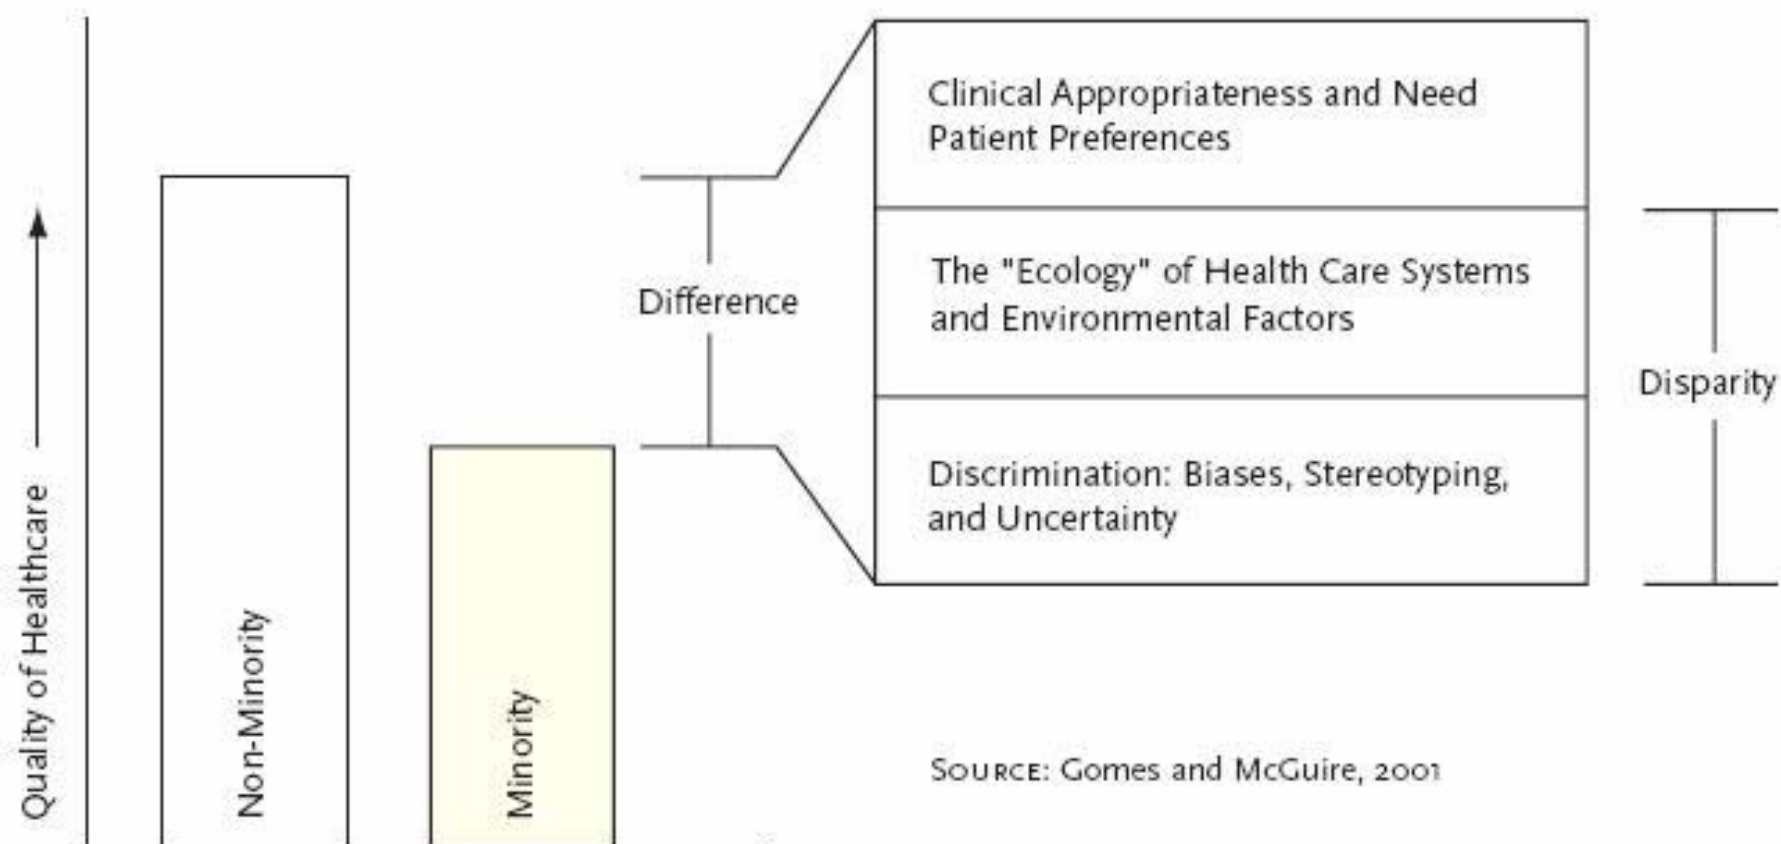 Quality of Healthcare
Non-Minority
Minority
Difference
Clinical Appropriateness and Need
Patient Preferences
The "Ecology" of Health Care Systems
and Environmental Factors
Discrimination: Biases, Stereotyping,
and Uncertainty
Disparity
SOURCE: Gomes and McGuire, 2001